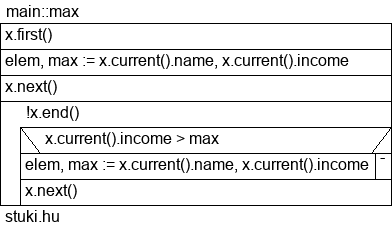 main::max
x.first()
elem, max := x.current().name, x.current().income
x.next()
!x.end()
x.current().income > max
elem, max := x.current().name, x.current().income -
x.next()
stuki.hu